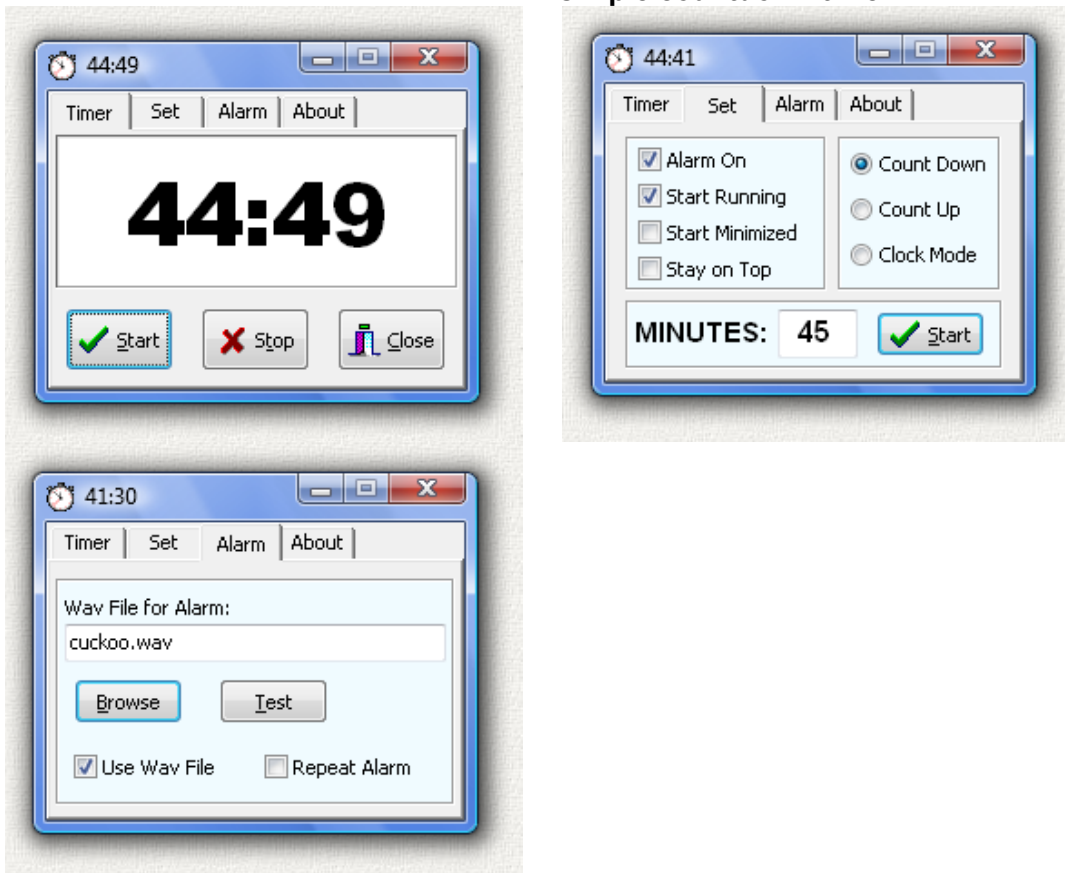 44:49
Timer Set Alarm About
44:49
Start Stop Close
44:41
Timer Set Alarm About
Alarm On
Start Running
Start Minimized
Stay on Top
Count Down
Count Up
Clock Mode
MINUTES: 45 Start
41:30
Timer Set Alarm About
Wav File for Alarm:
cuckoo.wav
Browse Test
Use Wav File Repeat Alarm